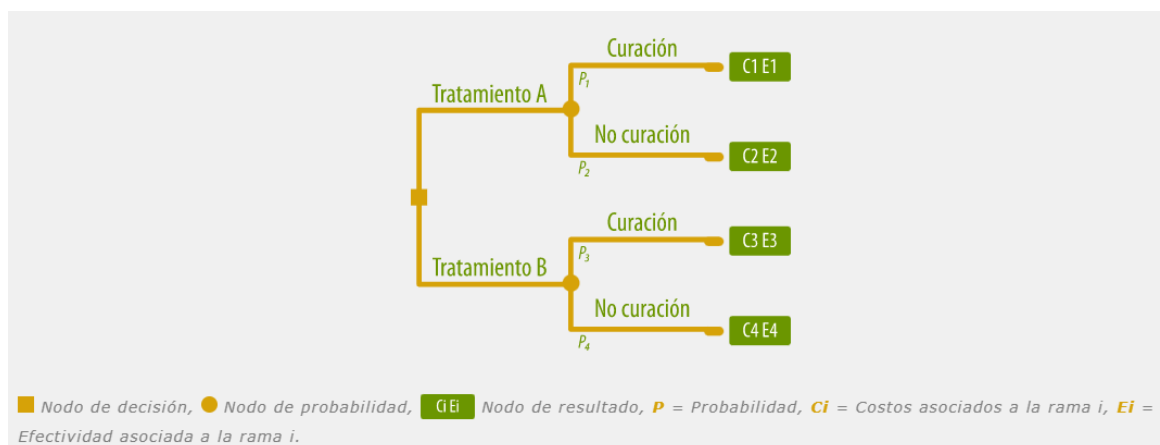 Curación
P₁
C1 E1
Tratamiento A
No curación
P₂
C2 E2
Curación
P₃
C3 E3
Tratamiento B
No curación
P₄
C4 E4
Nodo de decisión, Nodo de probabilidad, Ci Ei Nodo de resultado, P = Probabilidad, Ci = Costos asociados a la rama i, Ei =
Efectividad asociada a la rama i.